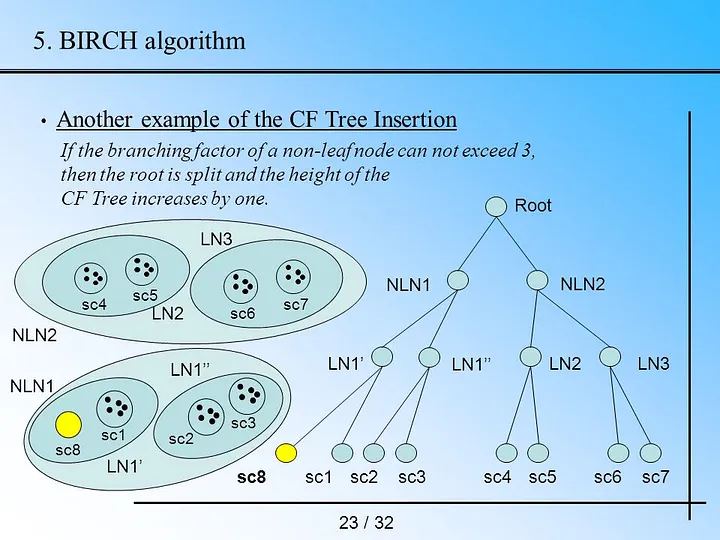 5. BIRCH algorithm
• Another example of the CF Tree Insertion
If the branching factor of a non-leaf node can not exceed 3,
then the root is split and the height of the
CF Tree increases by one.
LN3
sc4 sc5 sc6 sc7
LN2
NLN2
NLN1
LN1’’
sc8 sc1 sc2 sc3
LN1’
Root
NLN1 NLN2
LN1’ LN1’’ LN2 LN3
sc8 sc1 sc2 sc3 sc4 sc5 sc6 sc7
23 / 32